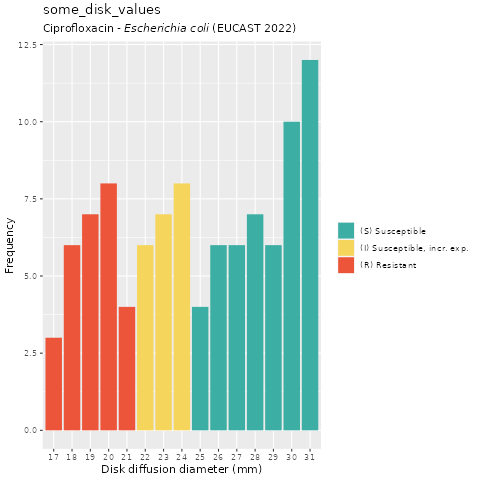 some_disk_values
Ciprofloxacin - Escherichia coli (EUCAST 2022)
12.5
10.0
7.5
5.0
2.5
0.0
Frequency
17 18 19 20 21 22 23 24 25 26 27 28 29 30 31
Disk diffusion diameter (mm)
(S) Susceptible
(I) Susceptible, incr. exp.
(R) Resistant